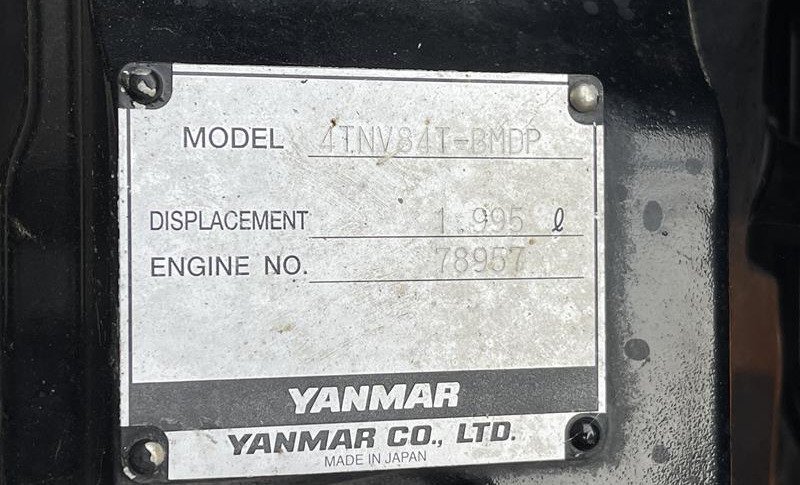 MODEL 4TNV84T-BMDP
DISPLACEMENT 1.995 ℓ
ENGINE NO. 78957
YANMAR
YANMAR CO., LTD.
MADE IN JAPAN